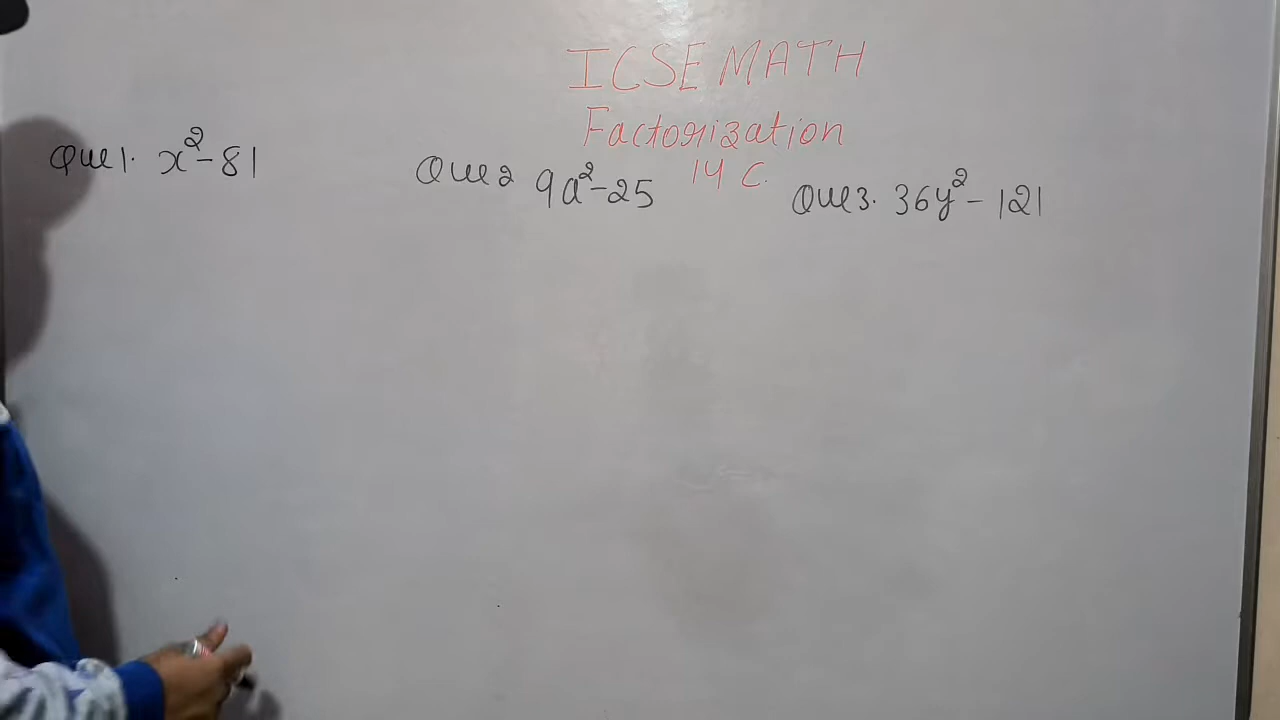 ICSE MATH
Factorization
14 C.
Que1. x²-81
Que2 9a²-25
Que3. 36y²-121